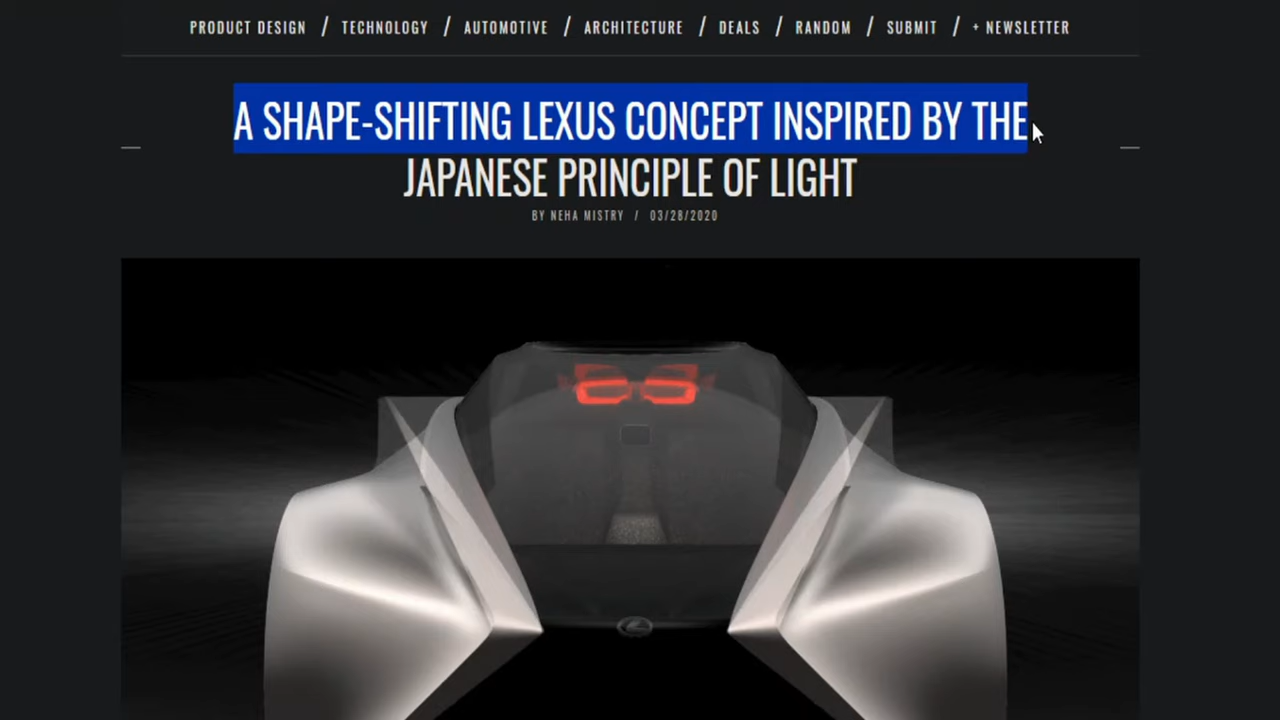 PRODUCT DESIGN / TECHNOLOGY / AUTOMOTIVE / ARCHITECTURE / DEALS / RANDOM / SUBMIT / + NEWSLETTER
A SHAPE-SHIFTING LEXUS CONCEPT INSPIRED BY THE
JAPANESE PRINCIPLE OF LIGHT
BY NEHA MISTRY / 03/28/2020